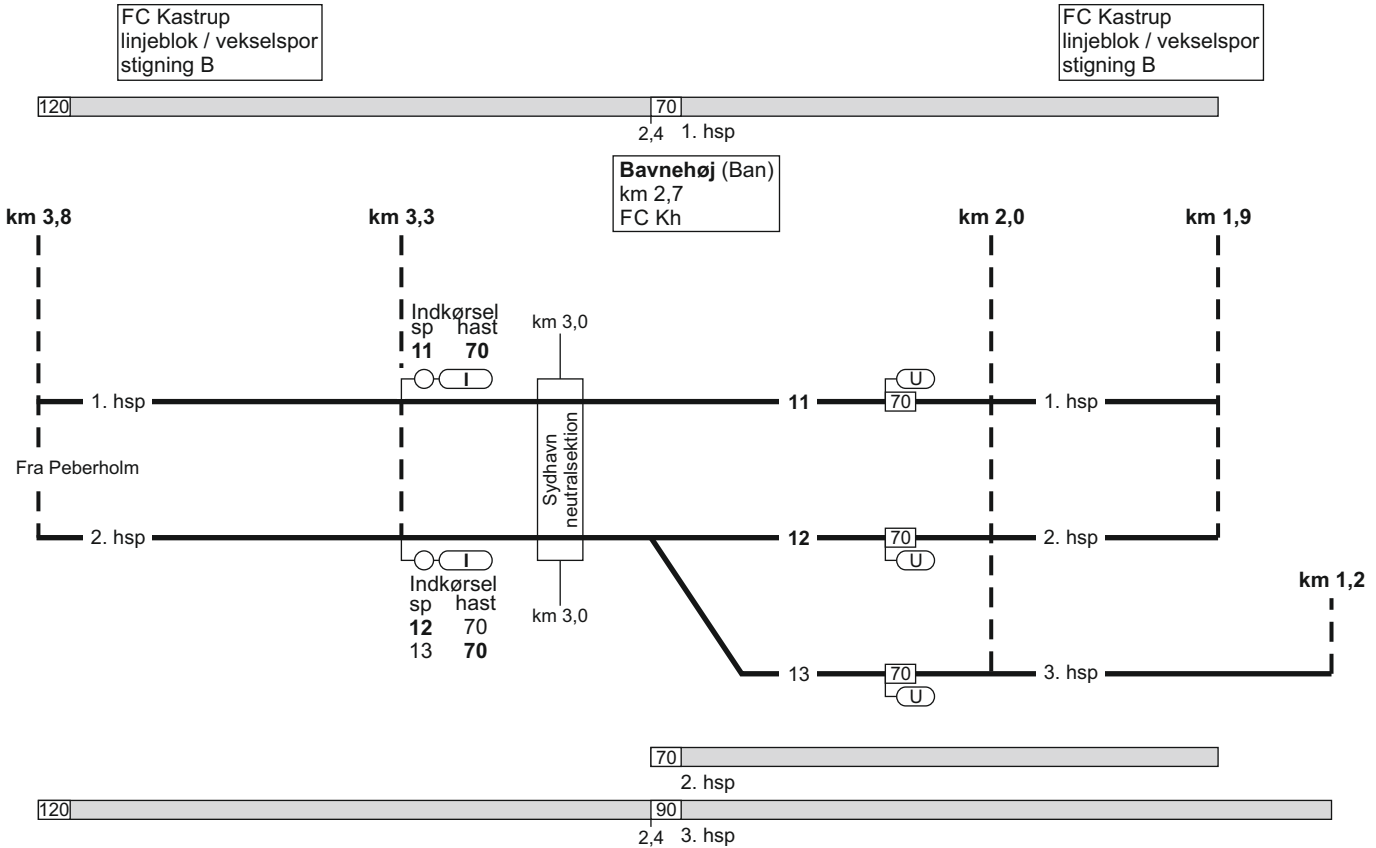 FC Kastrup
linjeblok / vekselspor
stigning B
FC Kastrup
linjeblok / vekselspor
stigning B
120
70
2,4 1. hsp
Bavnehøj (Ban)
km 2,7
FC Kh
km 3,8
km 3,3
km 2,0
km 1,9
Indkørsel
sp hast
11 70
I
km 3,0
U
1. hsp
11
70
1. hsp
Fra Peberholm
Sydhavn
neutralsektion
2. hsp
12
70
2. hsp
I
U
Indkørsel
sp hast
12 70
13 70
km 3,0
km 1,2
13
70
3. hsp
U
70
2. hsp
120
90
2,4 3. hsp